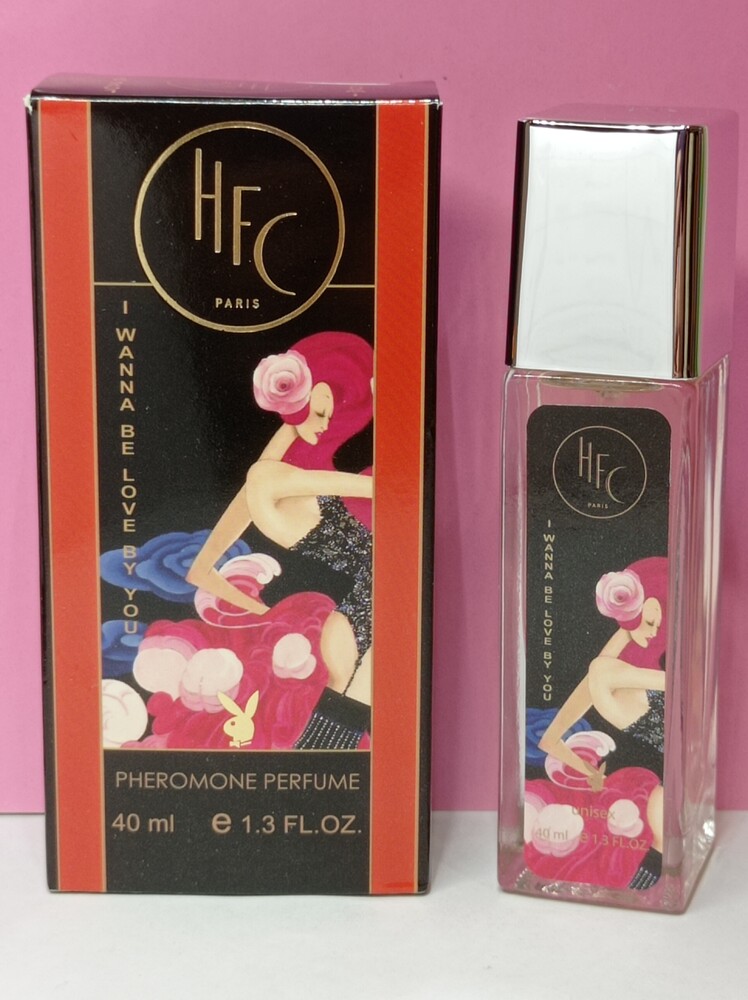 HFC
PARIS
I WANNA BE LOVE BY YOU
PHEROMONE PERFUME
40 ml e 1.3 FL.OZ.
HFC
PARIS
I WANNA BE LOVE BY YOU
unisex
40 ml e 1.3 FL.OZ.